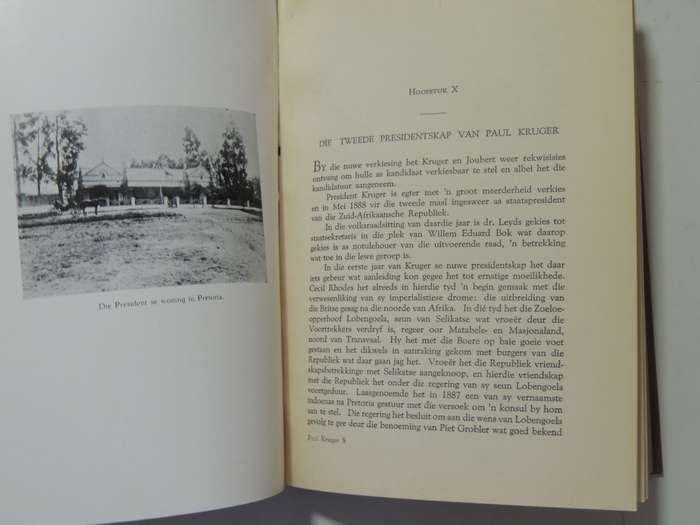 Die President se woning in Pretoria.
Hoofstuk X
DIE TWEEDE PRESIDENTSKAP VAN PAUL KRUGER
By die nuwe verkiesing het Kruger en Joubert weer rekwisisies
ontvang om hulle as kandidaat verkiesbaar te stel en albei het die
kandidatuur aangeneem.
President Kruger is egter met 'n groot meerderheid verkies
en in Mei 1888 vir die tweede maal ingesweer as staatspresident
van die Zuid-Afrikaansche Republiek.
In die volksraadsitting van daardie jaar is dr. Leyds gekies tot
staatsekretaris in die plek van Willem Eduard Bok wat daarop
gekies is as notulehouer van die uitvoerende raad, 'n betrekking
wat toe in die lewe geroep is.
In die eerste jaar van Kruger se nuwe presidentskap het daar
iets gebeur wat aanleiding kon gegee het tot ernstige moeilikhede.
Cecil Rhodes het alreeds in hierdie tyd 'n begin gemaak met die
verwesenliking van sy imperialistiese drome: die uitbreiding van
die Britse gesag na die noorde van Afrika. In dié tyd het die Zoeloe-
opperhoof Lobengoela, seun van Selikatse wat vroeër deur die
Voortrekkers verdryf is, regeer oor Matabele- en Masjonaland,
noord van Transvaal. Hy het met die Boere op baie goeie voet
gestaan en het dikwels in aanraking gekom met burgers van die
Republiek wat daar gaan jag het. Vroeër het die Republiek vriend-
skapsbetrekkinge met Selikatse aangeknoop, en hierdie vriendskap
met die Republiek het onder die regering van sy seun Lobengoela
voortgeduur. Laasgenoemde het in 1887 een van sy vernaamste
indoenas na Pretoria gestuur met die versoek om 'n konsul by hom
aan te stel. Die regering het besluit om aan die wens van Lobengoela
gevolg te gee deur die benoeming van Piet Grobler wat goed bekend
Paul Kruger 8